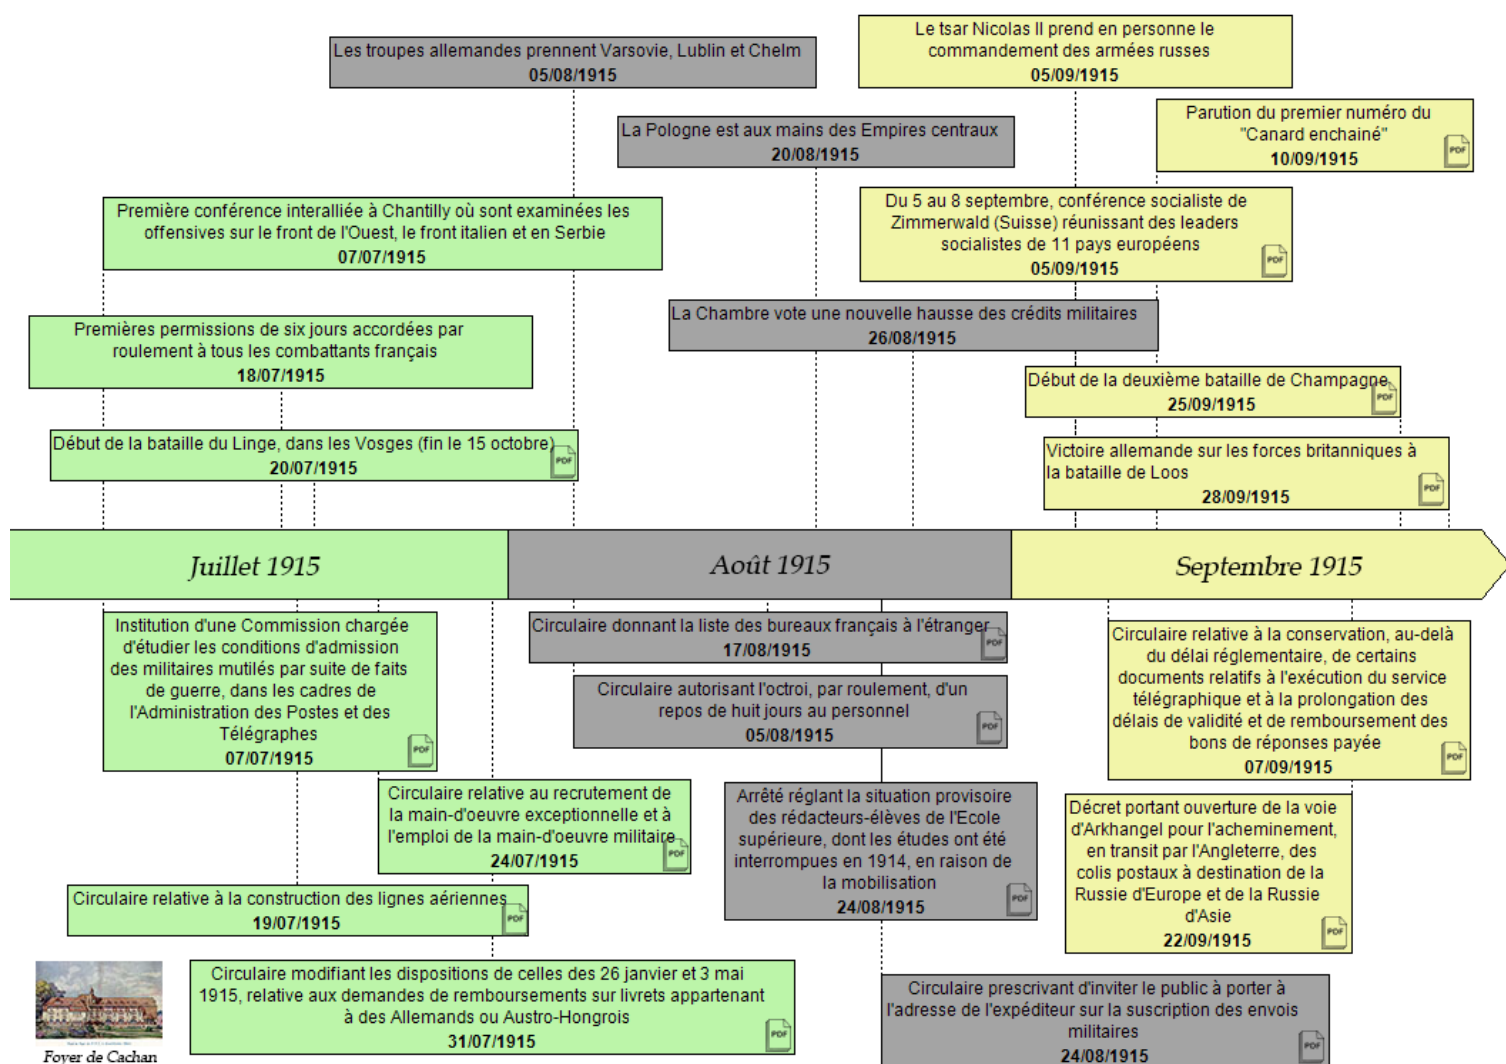 Les troupes allemandes prennent Varsovie, Lublin et Chelm
05/08/1915
Le tsar Nicolas II prend en personne le
commandement des armées russes
05/09/1915
La Pologne est aux mains des Empires centraux
20/08/1915
Parution du premier numéro du
"Canard enchainé"
10/09/1915
PDF
Première conférence interalliée à Chantilly où sont examinées les
offensives sur le front de l'Ouest, le front italien et en Serbie
07/07/1915
Du 5 au 8 septembre, conférence socialiste de
Zimmerwald (Suisse) réunissant des leaders
socialistes de 11 pays européens
05/09/1915
PDF
La Chambre vote une nouvelle hausse des crédits militaires
26/08/1915
Premières permissions de six jours accordées par
roulement à tous les combattants français
18/07/1915
Début de la deuxième bataille de Champagne
25/09/1915
PDF
Début de la bataille du Linge, dans les Vosges (fin le 15 octobre)
20/07/1915
PDF
Victoire allemande sur les forces britanniques à
la bataille de Loos
28/09/1915
PDF
Juillet 1915
Août 1915
Septembre 1915
Institution d'une Commission chargée
d'étudier les conditions d'admission
des militaires mutilés par suite de faits
de guerre, dans les cadres de
l'Administration des Postes et des
Télégraphes
07/07/1915
PDF
Circulaire donnant la liste des bureaux français à l'étranger
17/08/1915
PDF
Circulaire autorisant l'octroi, par roulement, d'un
repos de huit jours au personnel
05/08/1915
PDF
Circulaire relative à la conservation, au-delà
du délai réglementaire, de certains
documents relatifs à l'exécution du service
télégraphique et à la prolongation des
délais de validité et de remboursement des
bons de réponses payée
07/09/1915
PDF
Circulaire relative au recrutement de
la main-d'oeuvre exceptionnelle et à
l'emploi de la main-d'oeuvre militaire
24/07/1915
PDF
Arrêté réglant la situation provisoire
des rédacteurs-élèves de l'Ecole
supérieure, dont les études ont été
interrompues en 1914, en raison de
la mobilisation
24/08/1915
PDF
Décret portant ouverture de la voie
d'Arkhangel pour l'acheminement,
en transit par l'Angleterre, des
colis postaux à destination de la
Russie d'Europe et de la Russie
d'Asie
22/09/1915
PDF
Circulaire relative à la construction des lignes aériennes
19/07/1915
PDF
Circulaire modifiant les dispositions de celles des 26 janvier et 3 mai
1915, relative aux demandes de remboursements sur livrets appartenant
à des Allemands ou Austro-Hongrois
31/07/1915
PDF
Circulaire prescrivant d'inviter le public à porter à
l'adresse de l'expéditeur sur la suscription des envois
militaires
24/08/1915
PDF
Foyer de Cachan